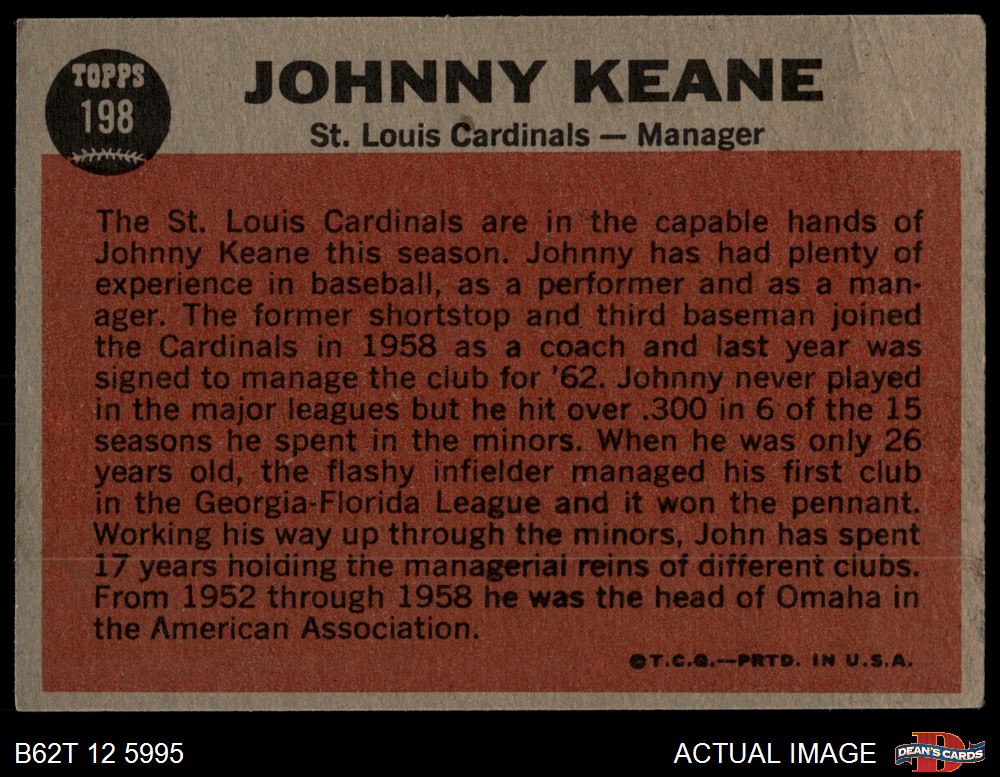 TOPPS
198
JOHNNY KEANE
St. Louis Cardinals — Manager
The St. Louis Cardinals are in the capable hands of
Johnny Keane this season. Johnny has had plenty of
experience in baseball, as a performer and as a man-
ager. The former shortstop and third baseman joined
the Cardinals in 1958 as a coach and last year was
signed to manage the club for '62. Johnny never played
in the major leagues but he hit over .300 in 6 of the 15
seasons he spent in the minors. When he was only 26
years old, the flashy infielder managed his first club
in the Georgia-Florida League and it won the pennant.
Working his way up through the minors, John has spent
17 years holding the managerial reins of different clubs.
From 1952 through 1958 he was the head of Omaha in
the American Association.
©T.C.G.—PRTD. IN U.S.A.
B62T 12 5995
ACTUAL IMAGE
D
DEAN'S CARDS